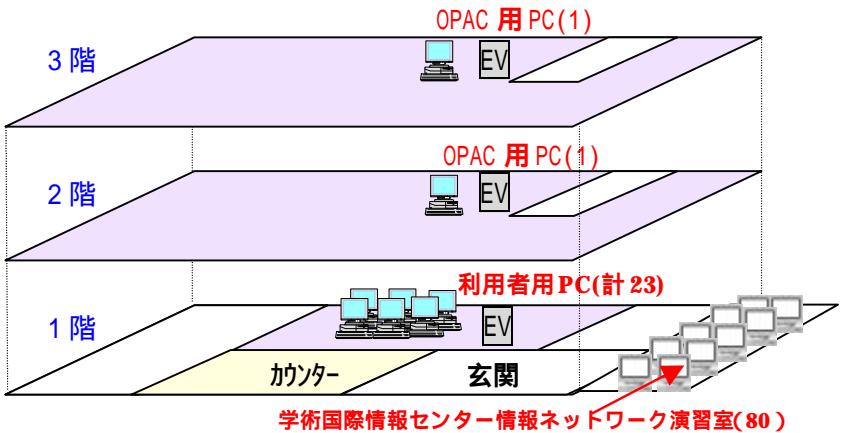 OPAC 用 PC(1)
3 階
EV
OPAC 用 PC(1)
2 階
EV
利用者用 PC(計 23)
1 階
EV
カウンター
玄関
学術国際情報センター情報ネットワーク演習室(80)